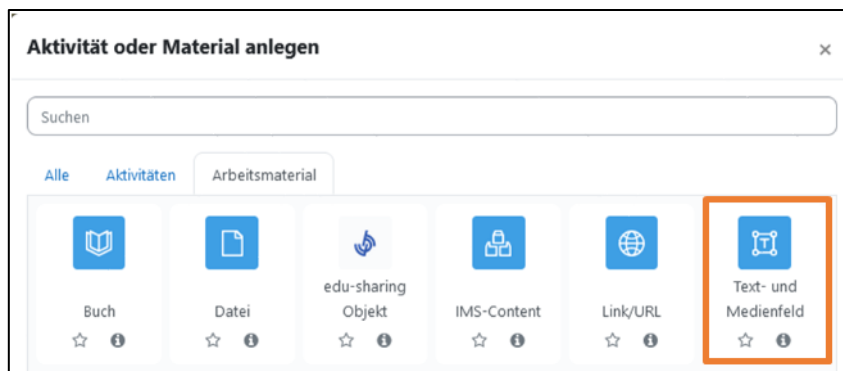 Aktivität oder Material anlegen
Suchen
Alle Aktivitäten Arbeitsmaterial
Buch
Datei
edu-sharing
Objekt
IMS-Content
Link/URL
Text- und
Medienfeld